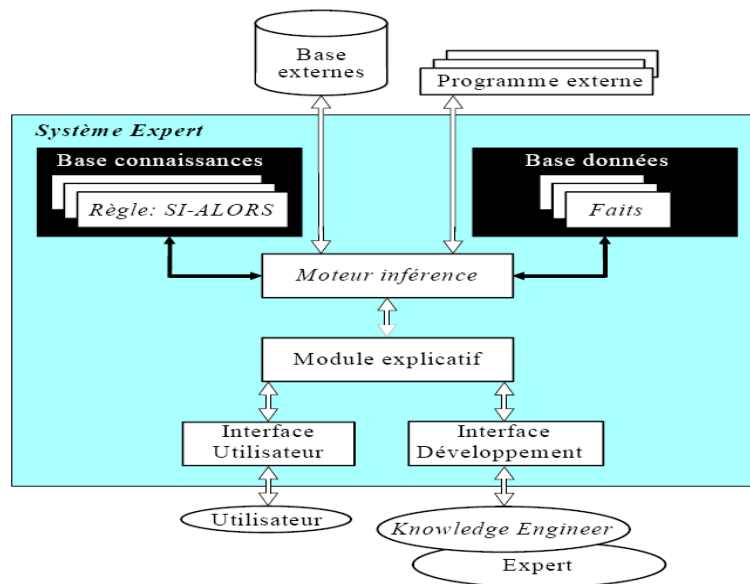 Base
externes
Programme externe
Système Expert
Base connaissances
Règle: SI-ALORS
Base données
Faits
Moteur inférence
Module explicatif
Interface
Utilisateur
Interface
Développement
Utilisateur
Knowledge Engineer
Expert